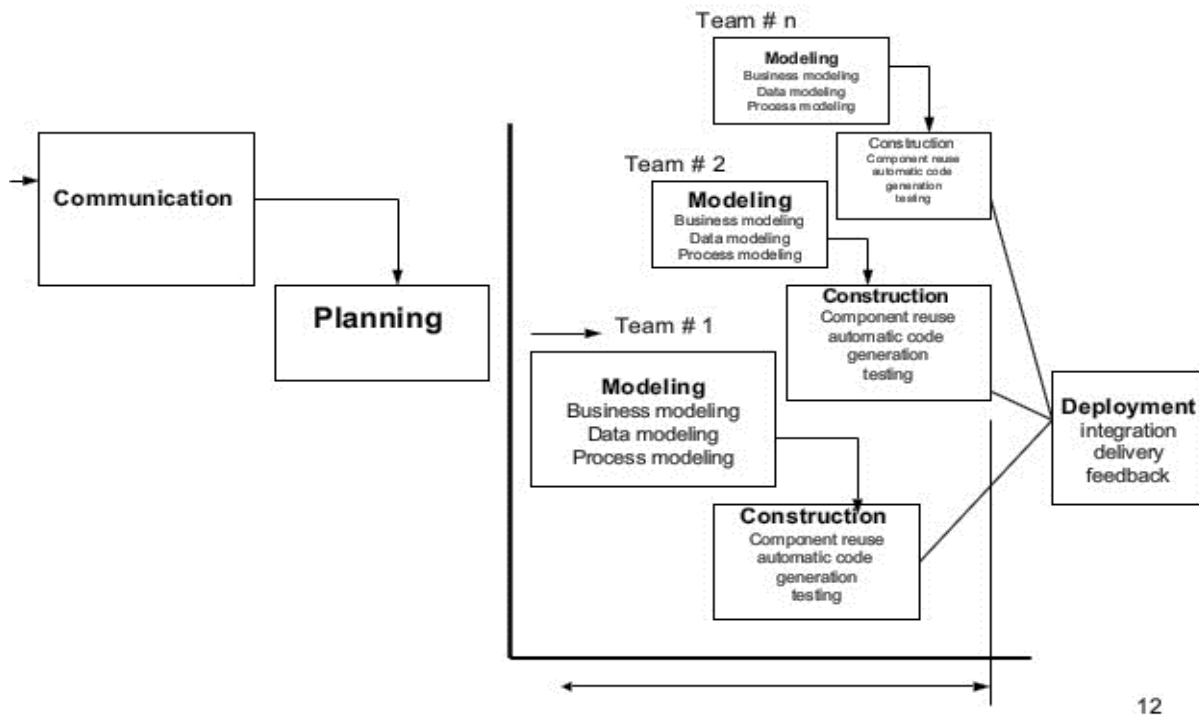 Team # n
Modeling
Business modeling
Data modeling
Process modeling
Construction
Component reuse
automatic code
generation
testing
Communication
Planning
Team # 2
Modeling
Business modeling
Data modeling
Process modeling
Construction
Component reuse
automatic code
generation
testing
Team # 1
Modeling
Business modeling
Data modeling
Process modeling
Construction
Component reuse
automatic code
generation
testing
Deployment
integration
delivery
feedback
12